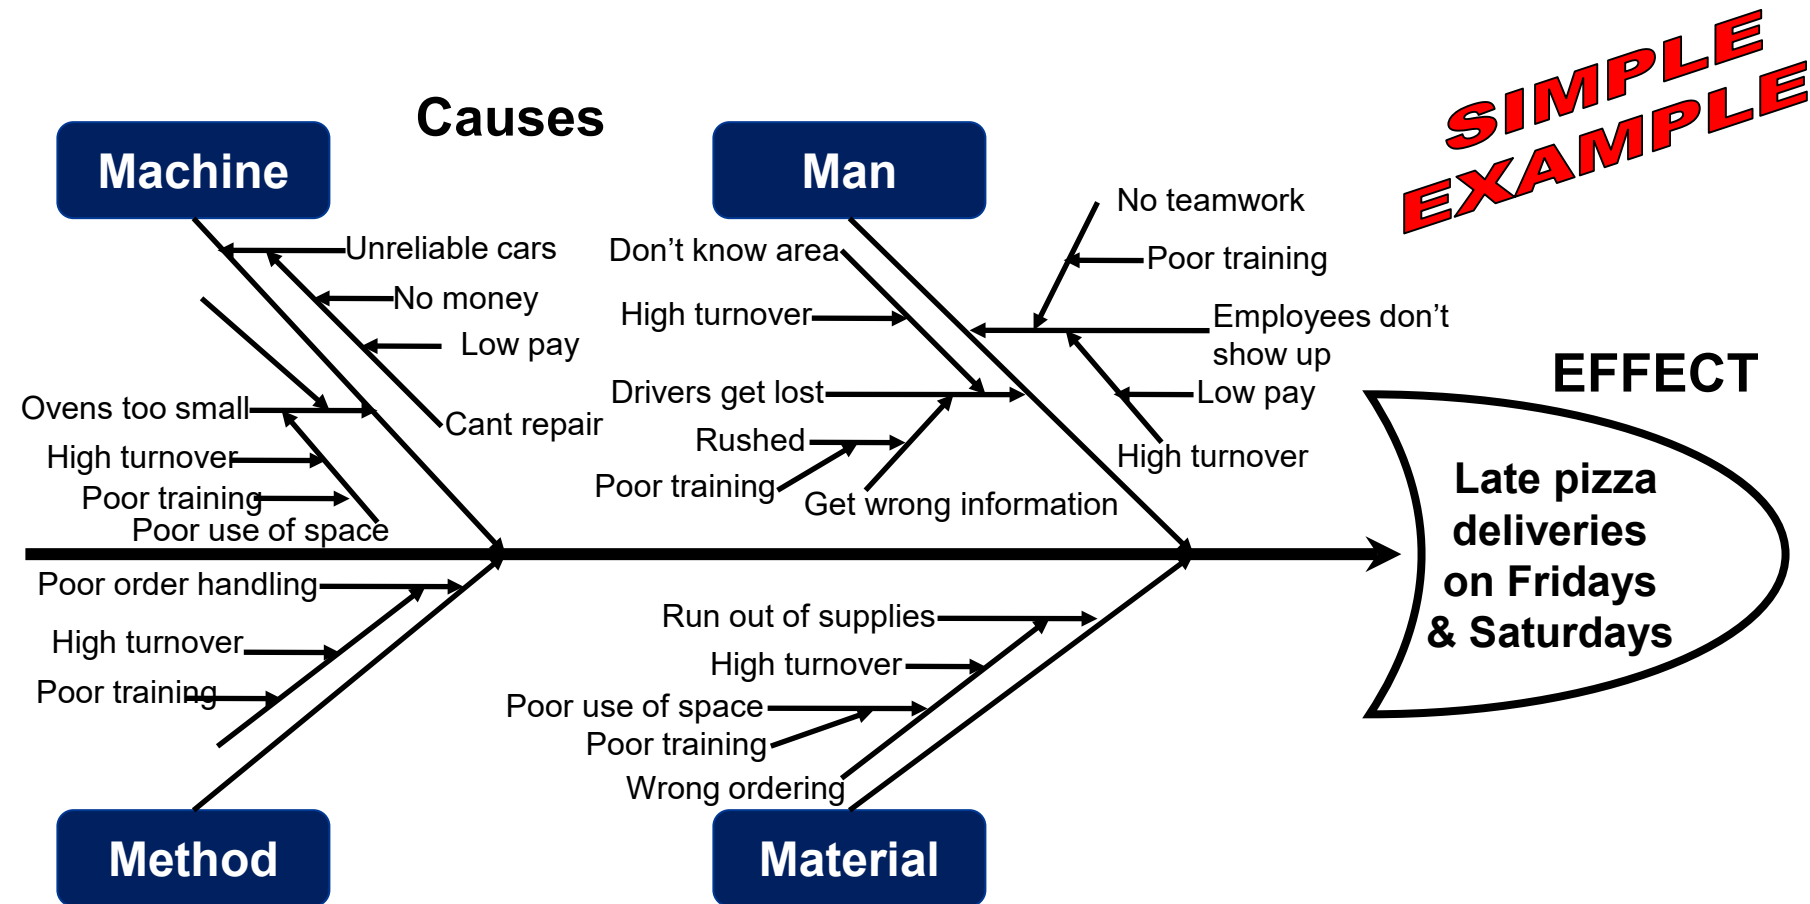 SIMPLE
EXAMPLE
Causes
Machine
Man
Unreliable cars
No money
Low pay
Cant repair
Ovens too small
High turnover
Poor training
Poor use of space
Don’t know area
High turnover
Drivers get lost
Rushed
Poor training
Get wrong information
No teamwork
Poor training
Employees don’t
show up
Low pay
High turnover
EFFECT
Late pizza
deliveries
on Fridays
& Saturdays
Poor order handling
High turnover
Poor training
Run out of supplies
High turnover
Poor use of space
Poor training
Wrong ordering
Method
Material